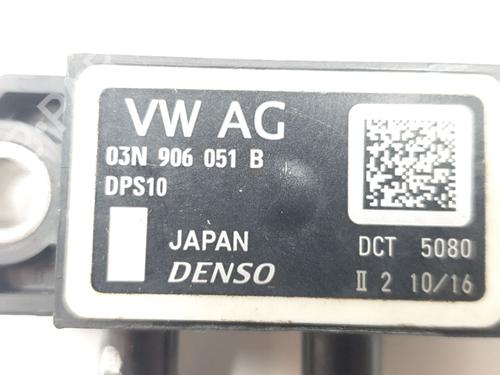 VW AG
03N 906 051 B
DPS10
JAPAN
DENSO
DCT 5080
II 2 10/16